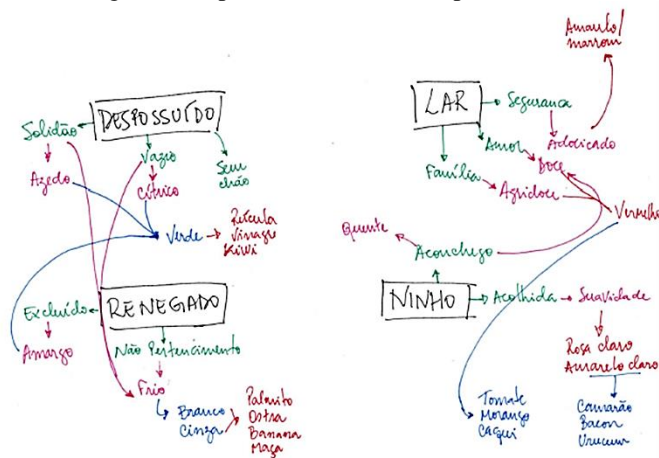 DESPOSSUÍDO
Solidão
Vazio
Sem
chão
Azedo
Cítrico
Verde
Rúcula
Vinagre
Kiwi
RENEGADO
Excluído
Não Pertencimento
Amargo
Frio
Branco
Cinza
Palmito
Ostra
Banana
Maçã
Amarelo/
marrom
LAR
Segurança
Amor
Adocicado
Doce
Família
Agridoce
Vermelho
Quente
Aconchego
NINHO
Acolhida
Suavidade
Rosa claro
Amarelo claro
Tomate
Morango
Caqui
Camarão
Bacon
Urucum